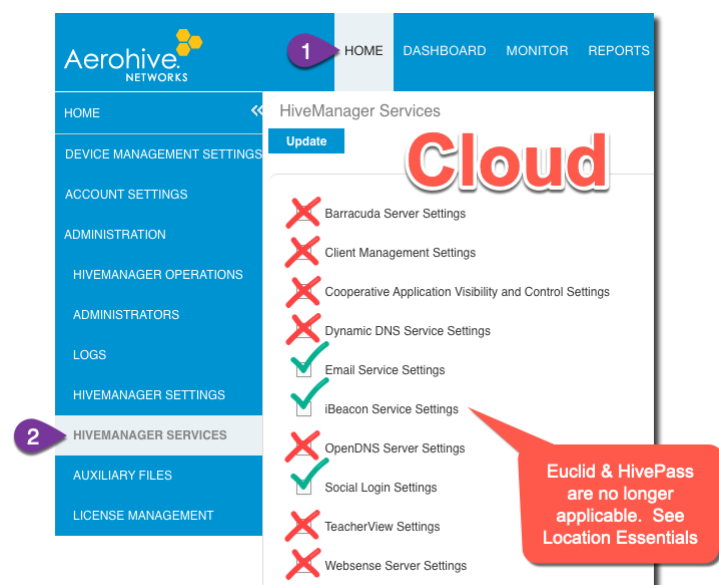 Aerohive
NETWORKS
1
HOME
DASHBOARD
MONITOR
REPORTS
HOME
DEVICE MANAGEMENT SETTINGS
ACCOUNT SETTINGS
ADMINISTRATION
HIVEMANAGER OPERATIONS
ADMINISTRATORS
LOGS
HIVEMANAGER SETTINGS
2
HIVEMANAGER SERVICES
AUXILIARY FILES
LICENSE MANAGEMENT
HiveManager Services
Update
Cloud
Barracuda Server Settings
Client Management Settings
Cooperative Application Visibility and Control Settings
Dynamic DNS Service Settings
Email Service Settings
iBeacon Service Settings
OpenDNS Server Settings
Social Login Settings
TeacherView Settings
Websense Server Settings
Euclid & HivePass
are no longer
applicable. See
Location Essentials